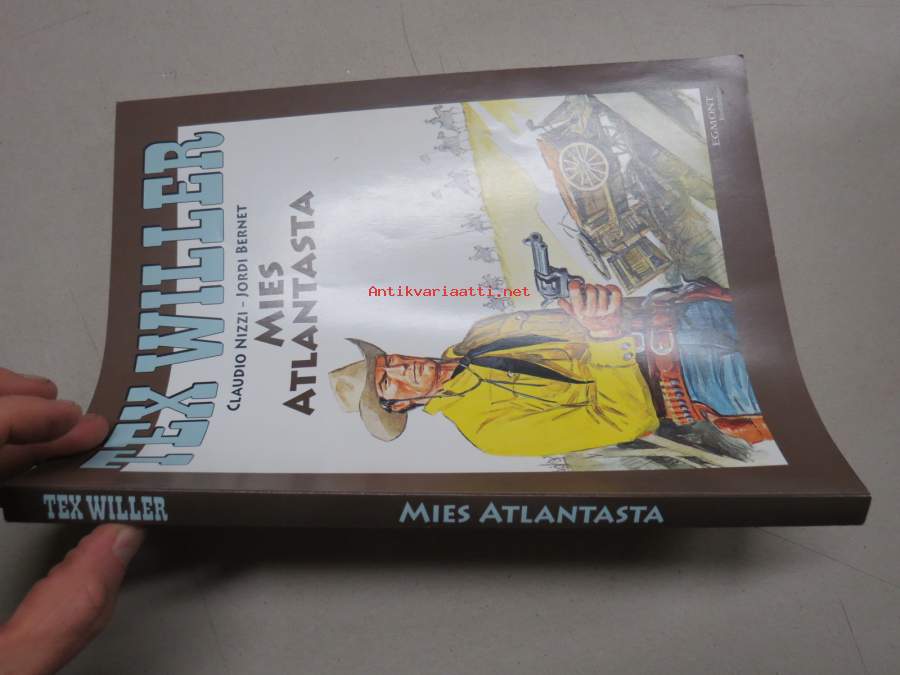 TEX WILLER
CLAUDIO NIZZI - JORDI BERNET
MIES
ATLANTASTA
EGMONT
Antikvariaatti.net
TEX WILLER
MIES ATLANTASTA